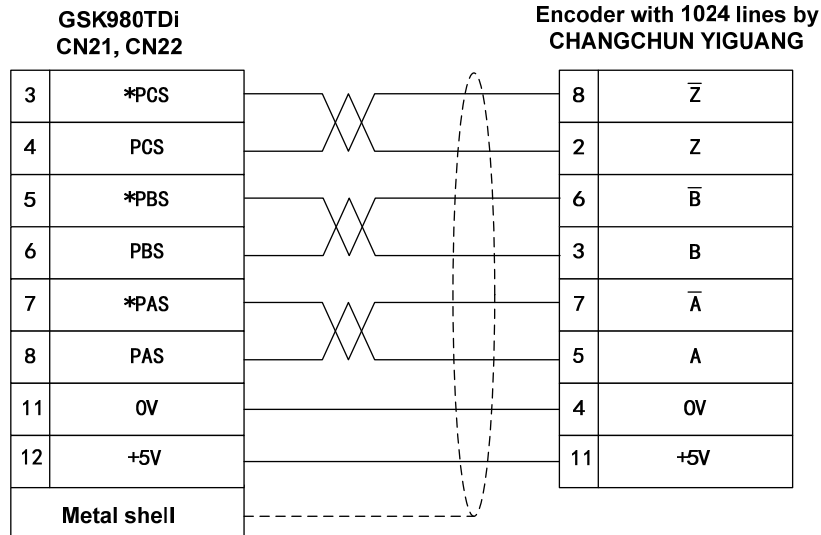 GSK980TDi
CN21, CN22
Encoder with 1024 lines by
CHANGCHUN YIGUANG
3 *PCS 8 Z̅
4 PCS 2 Z
5 *PBS 6 B̅
6 PBS 3 B
7 *PAS 7 A̅
8 PAS 5 A
11 0V 4 0V
12 +5V 11 +5V
Metal shell